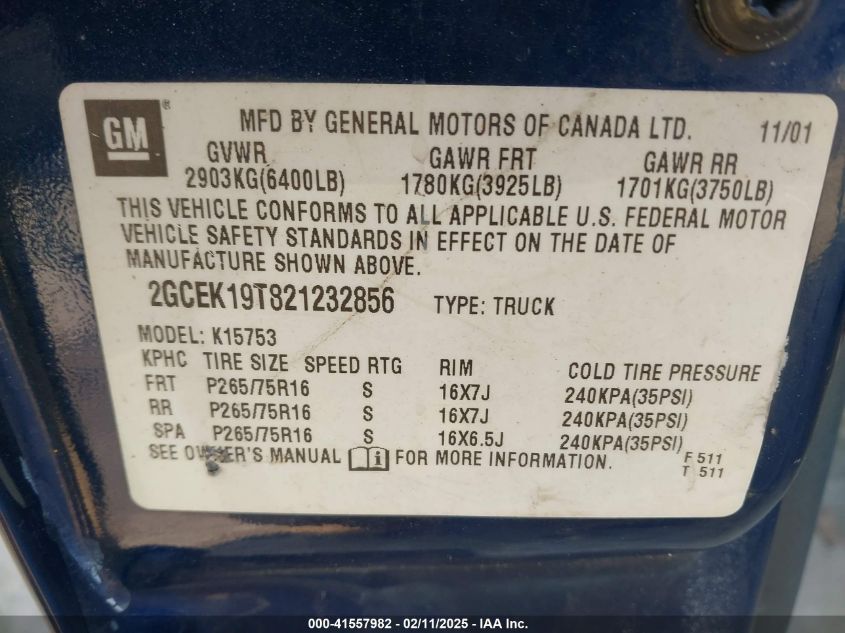 GM®
MFD BY GENERAL MOTORS OF CANADA LTD. 11/01
GVWR GAWR FRT GAWR RR
2903KG(6400LB) 1780KG(3925LB) 1701KG(3750LB)
THIS VEHICLE CONFORMS TO ALL APPLICABLE U.S. FEDERAL MOTOR
VEHICLE SAFETY STANDARDS IN EFFECT ON THE DATE OF
MANUFACTURE SHOWN ABOVE.
2GCEK19T821232856 TYPE: TRUCK
MODEL: K15753
KPHC TIRE SIZE SPEED RTG RIM COLD TIRE PRESSURE
FRT P265/75R16 S 16X7J 240KPA(35PSI)
RR P265/75R16 S 16X7J 240KPA(35PSI)
SPA P265/75R16 S 16X6.5J 240KPA(35PSI)
SEE OWNER'S MANUAL i FOR MORE INFORMATION. F 511
T 511
000-41557982 - 02/11/2025 - IAA Inc.